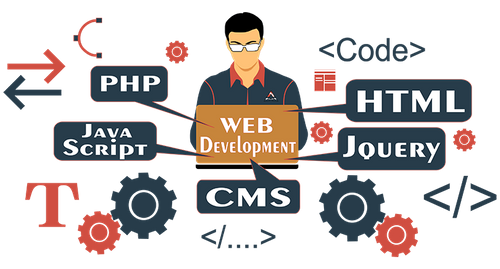 <Code>
PHP
HTML
WEB
Development
JAVA
SCRIPT
JQUERY
T
CMS
</>
</....>